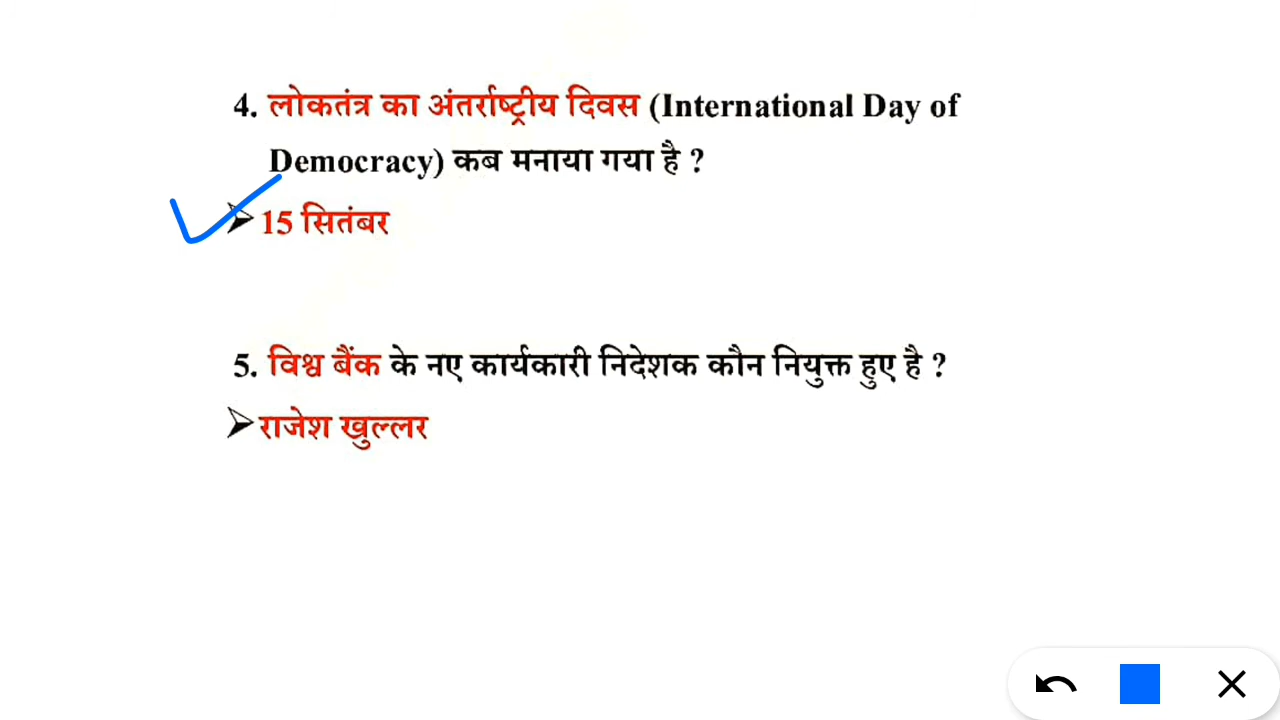 4. लोकतंत्र का अंतर्राष्ट्रीय दिवस (International Day of
Democracy) कब मनाया गया है ?
➢ 15 सितंबर
5. विश्व बैंक के नए कार्यकारी निदेशक कौन नियुक्त हुए है ?
➢ राजेश खुल्लर